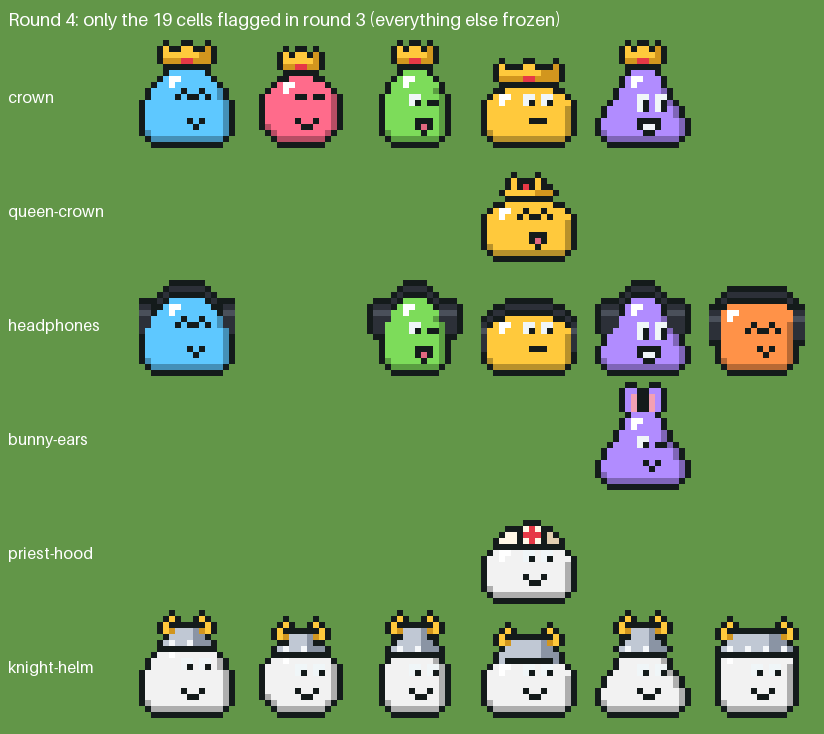 Round 4: only the 19 cells flagged in round 3 (everything else frozen)
crown
queen-crown
headphones
bunny-ears
priest-hood
knight-helm